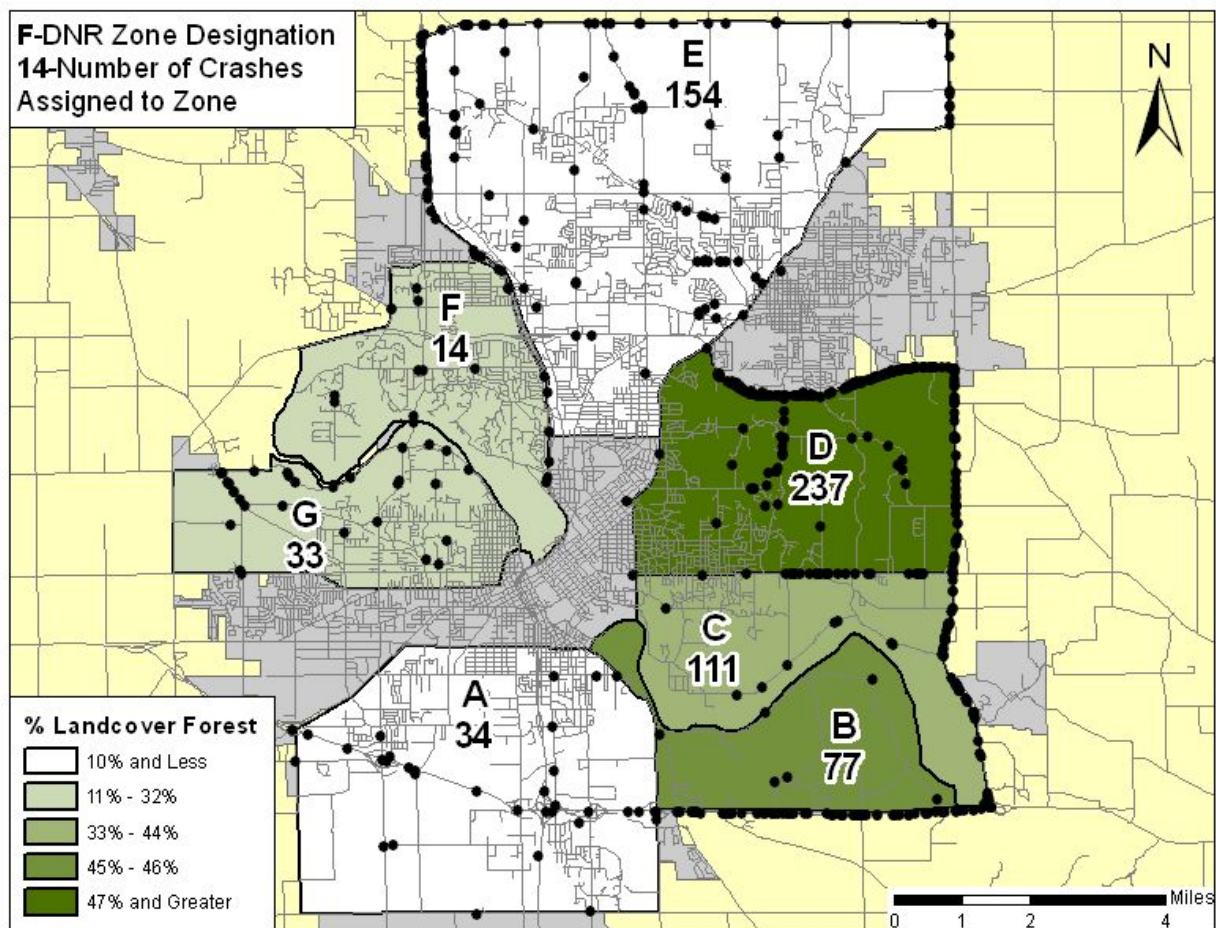 F-DNR Zone Designation
14-Number of Crashes
Assigned to Zone
E
154
N
F
14
D
237
G
33
C
111
A
34
B
77
% Landcover Forest
10% and Less
11% - 32%
33% - 44%
45% - 46%
47% and Greater
Miles
0 1 2 4